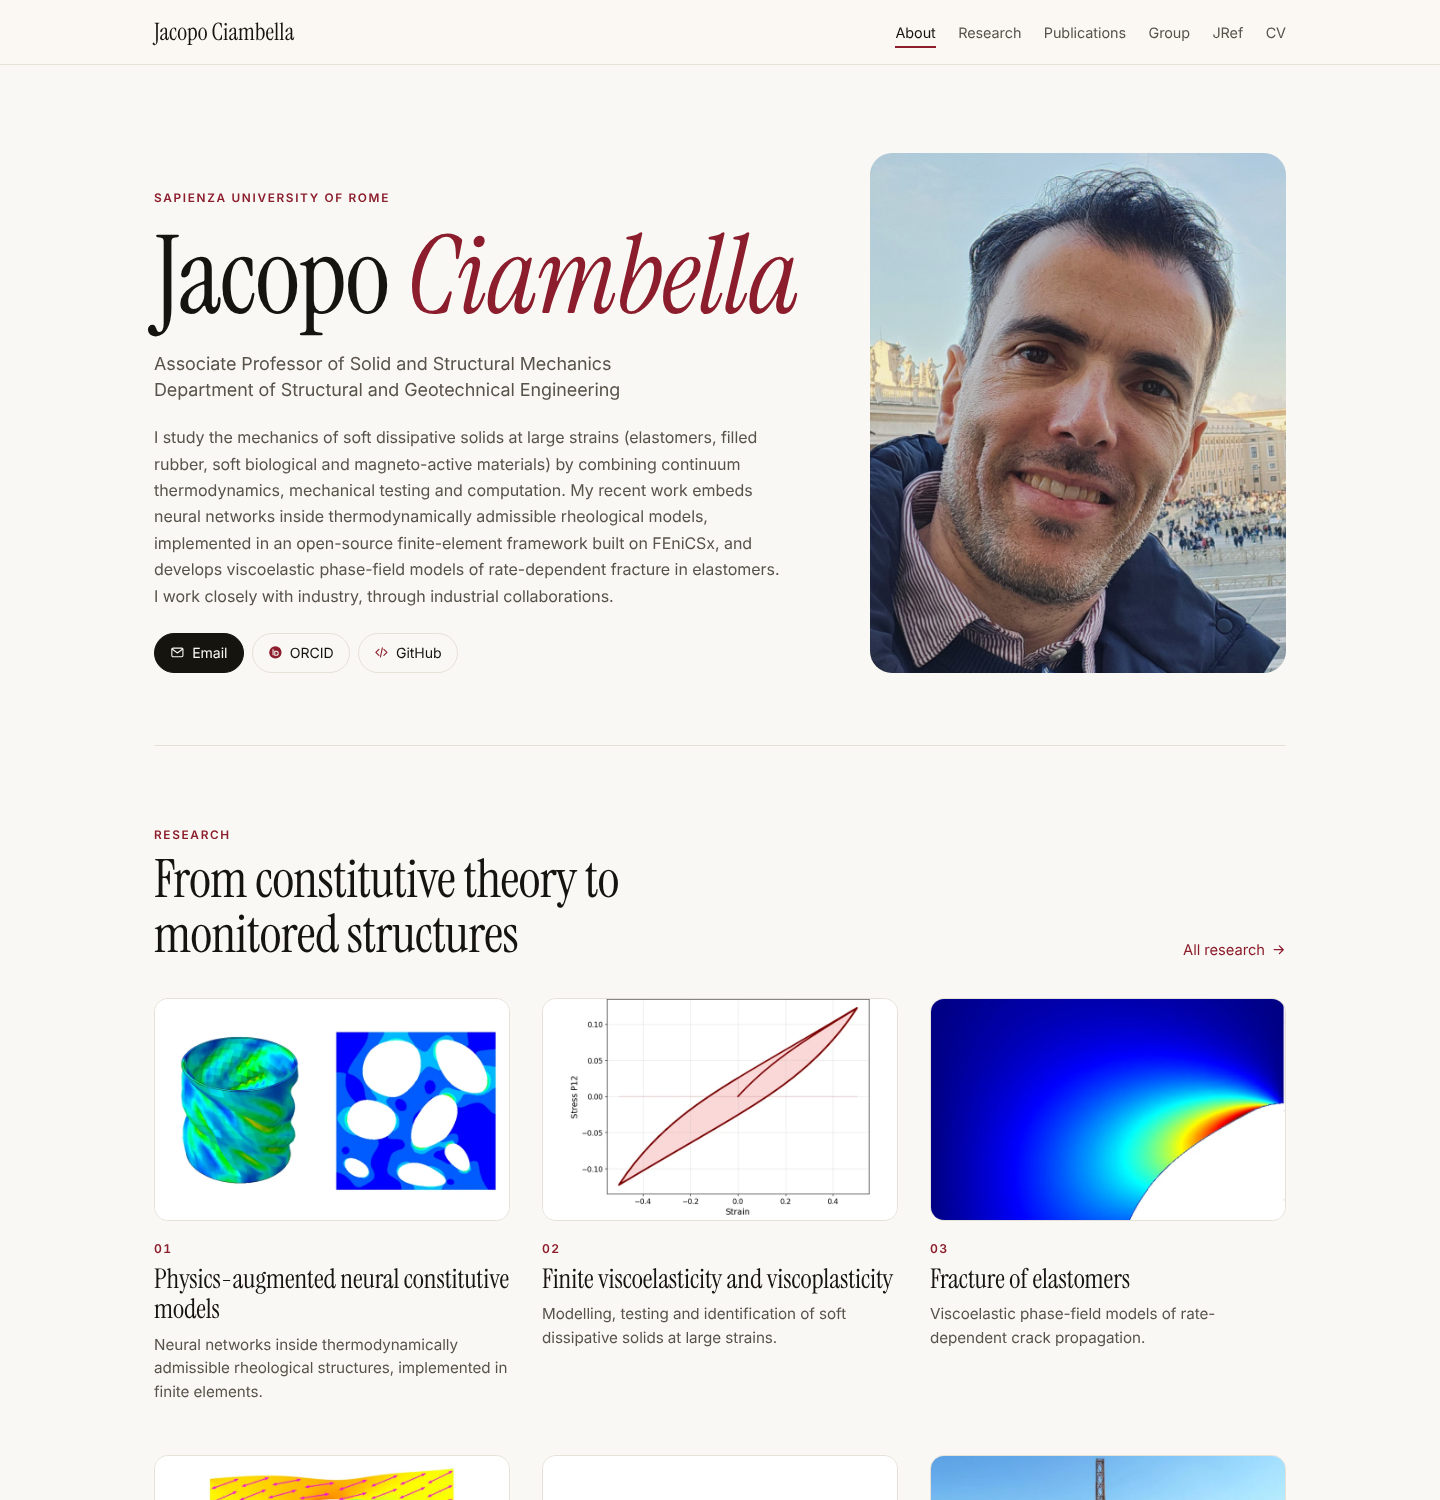 Jacopo Ciambella
About Research Publications Group JRef CV
SAPIENZA UNIVERSITY OF ROME
Jacopo Ciambella
Associate Professor of Solid and Structural Mechanics
Department of Structural and Geotechnical Engineering
I study the mechanics of soft dissipative solids at large strains (elastomers, filled
rubber, soft biological and magneto-active materials) by combining continuum
thermodynamics, mechanical testing and computation. My recent work embeds
neural networks inside thermodynamically admissible rheological models,
implemented in an open-source finite-element framework built on FEniCSx, and
develops viscoelastic phase-field models of rate-dependent fracture in elastomers.
I work closely with industry, through industrial collaborations.
Email
iD ORCID
GitHub
RESEARCH
From constitutive theory to
monitored structures
All research →
0.10
0.05
0.00
−0.05
−0.10
Stress P12
−0.4 −0.2 0.0 0.2 0.4
Strain
01
Physics-augmented neural constitutive
models
Neural networks inside thermodynamically
admissible rheological structures, implemented in
finite elements.
02
Finite viscoelasticity and viscoplasticity
Modelling, testing and identification of soft
dissipative solids at large strains.
03
Fracture of elastomers
Viscoelastic phase-field models of rate-
dependent crack propagation.